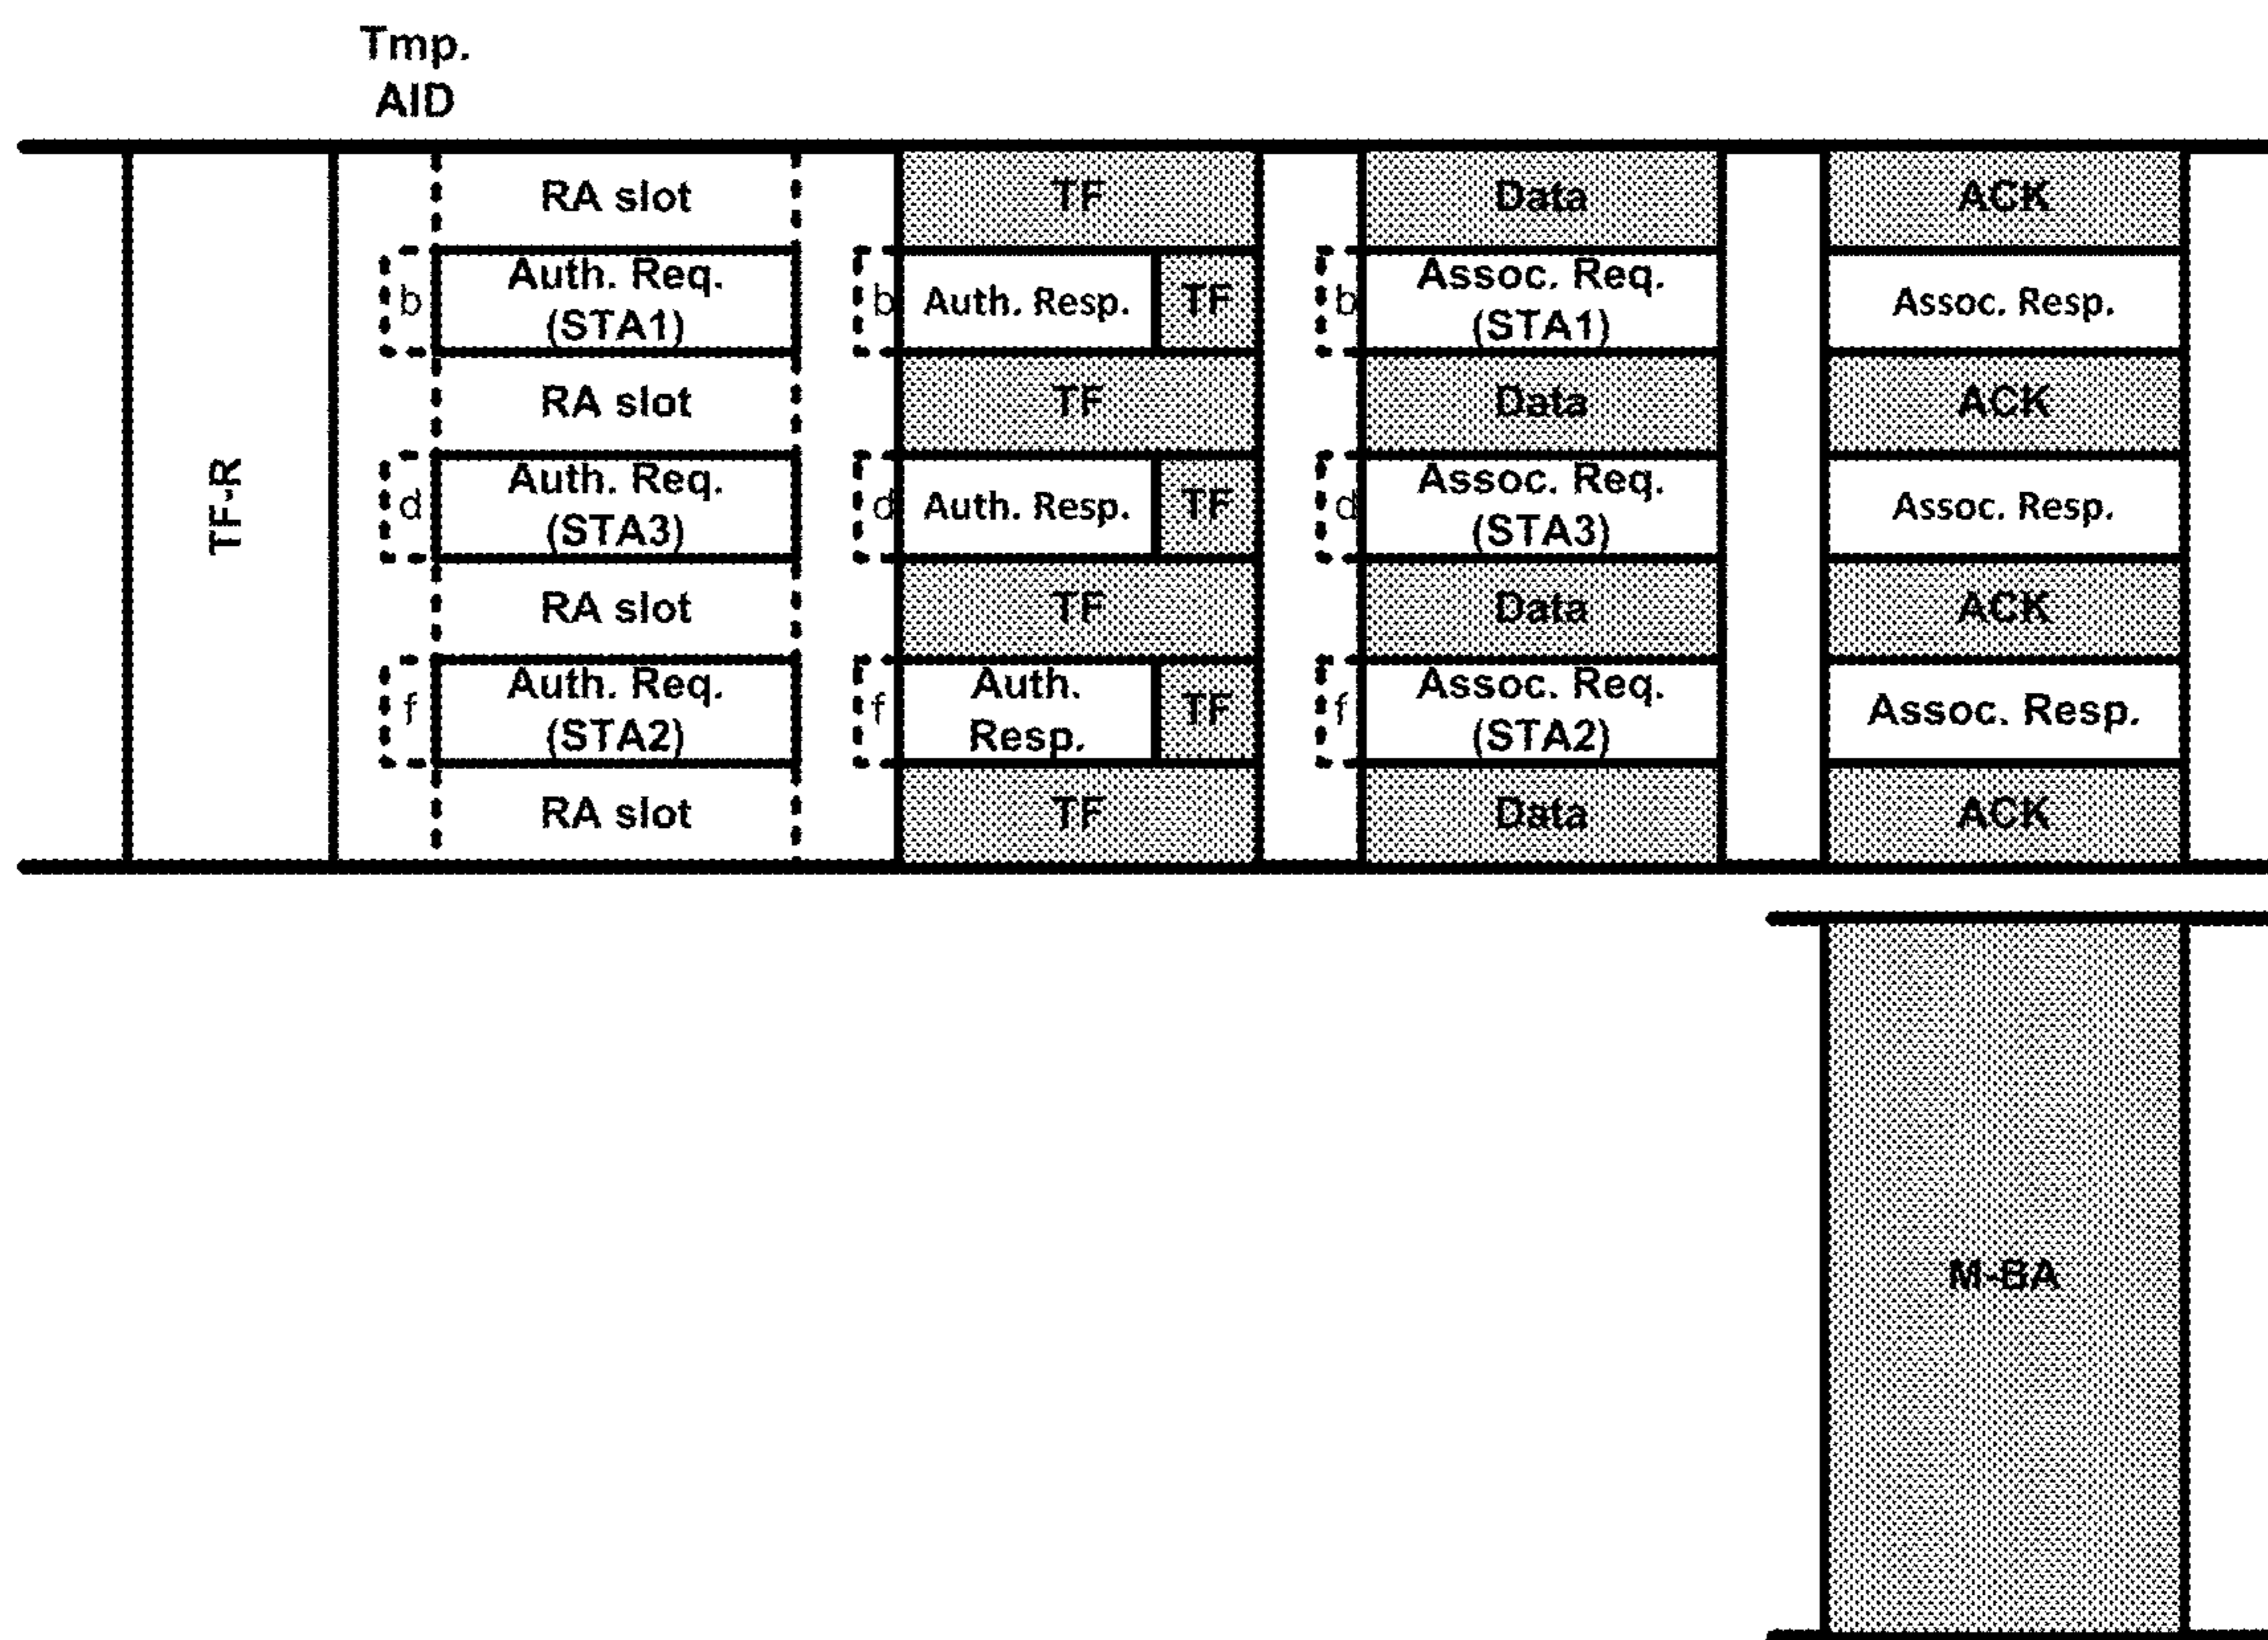 Tmp.
AID
TF-R
RA slot
b
Auth. Req.
(STA1)
RA slot
d
Auth. Req.
(STA3)
RA slot
f
Auth. Req.
(STA2)
RA slot
TF
b
Auth. Resp.
TF
TF
d
Auth. Resp.
TF
TF
f
Auth.
Resp.
TF
TF
Data
b
Assoc. Req.
(STA1)
Data
d
Assoc. Req.
(STA3)
Data
f
Assoc. Req.
(STA2)
Data
ACK
Assoc. Resp.
ACK
Assoc. Resp.
ACK
Assoc. Resp.
ACK
M-BA